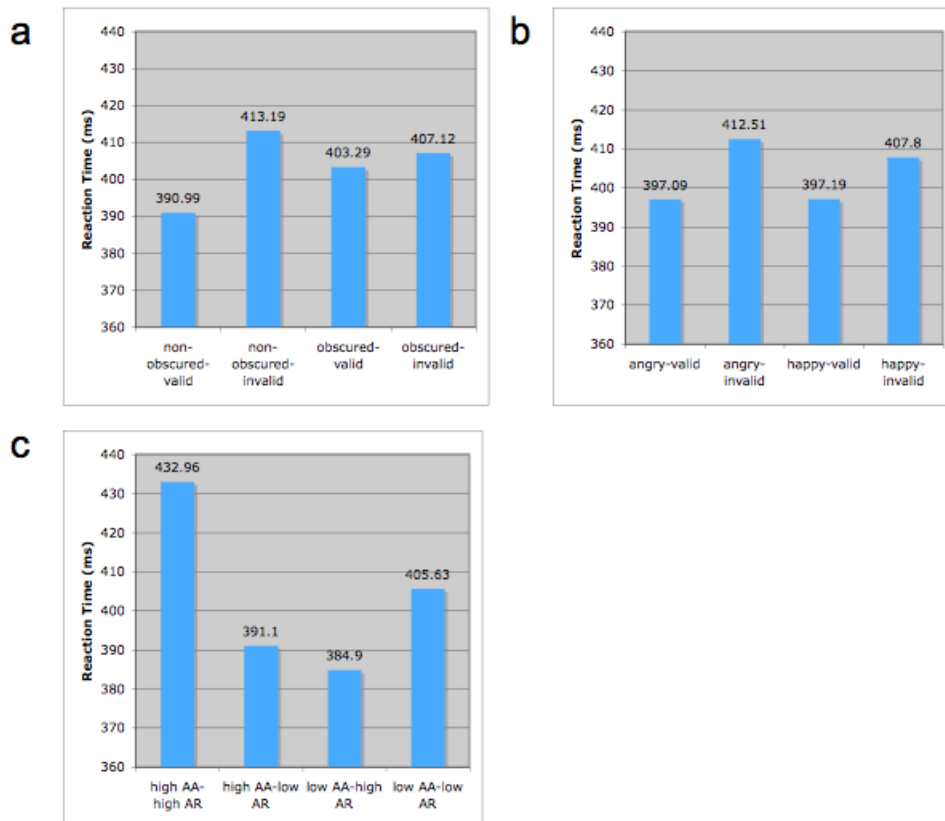 a
440
430
420
410
400
390
380
370
360
Reaction Time (ms)
390.99
413.19
403.29
407.12
non-
obscured-
valid
non-
obscured-
invalid
obscured-
valid
obscured-
invalid
b
440
430
420
410
400
390
380
370
360
Reaction Time (ms)
397.09
412.51
397.19
407.8
angry-valid
angry-
invalid
happy-valid
happy-
invalid
c
440
430
420
410
400
390
380
370
360
Reaction Time (ms)
432.96
391.1
384.9
405.63
high AA-
high AR
high AA-low
AR
low AA-high
AR
low AA-low
AR